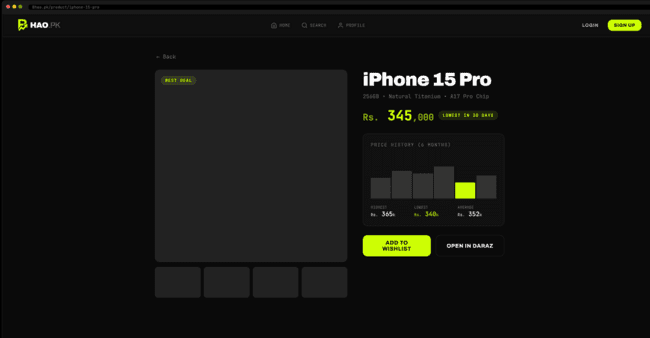 Bhao.pk/product/iphone-15-pro
HAO.PK
HOME
SEARCH
PROFILE
LOGIN
SIGN UP
← Back
BEST DEAL
iPhone 15 Pro
256GB • Natural Titanium • A17 Pro Chip
Rs. 345,000
LOWEST IN 30 DAYS
PRICE HISTORY (6 MONTHS)
HIGHEST
Rs. 365K
LOWEST
Rs. 340K
AVERAGE
Rs. 352K
ADD TO
WISHLIST
OPEN IN DARAZ